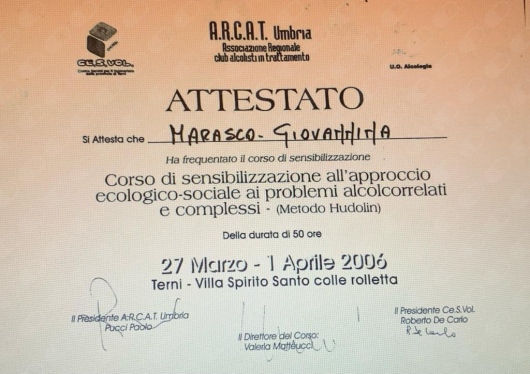 A.R.C.A.T. Umbria
Associazione Regionale
club alcolisti in trattamento
CE.S.VOL.
U.O. Alcologia
ATTESTATO
Si Attesta che MARASCO - GIOVANNINA
Ha frequentato il corso di sensibilizzazione
Corso di sensibilizzazione all'approccio
ecologico-sociale ai problemi alcolcorrelati
e complessi - (Metodo Hudolin)
Della durata di 50 ore
27 Marzo - 1 Aprile 2006
Terni - Villa Spirito Santo colle rolletta
Il Presidente A.R.C.A.T. Umbria
Pucci Paolo
Il Direttore del Corso:
Valeria Matteucci
Il Presidente Ce.S.Vol.
Roberto De Carlo